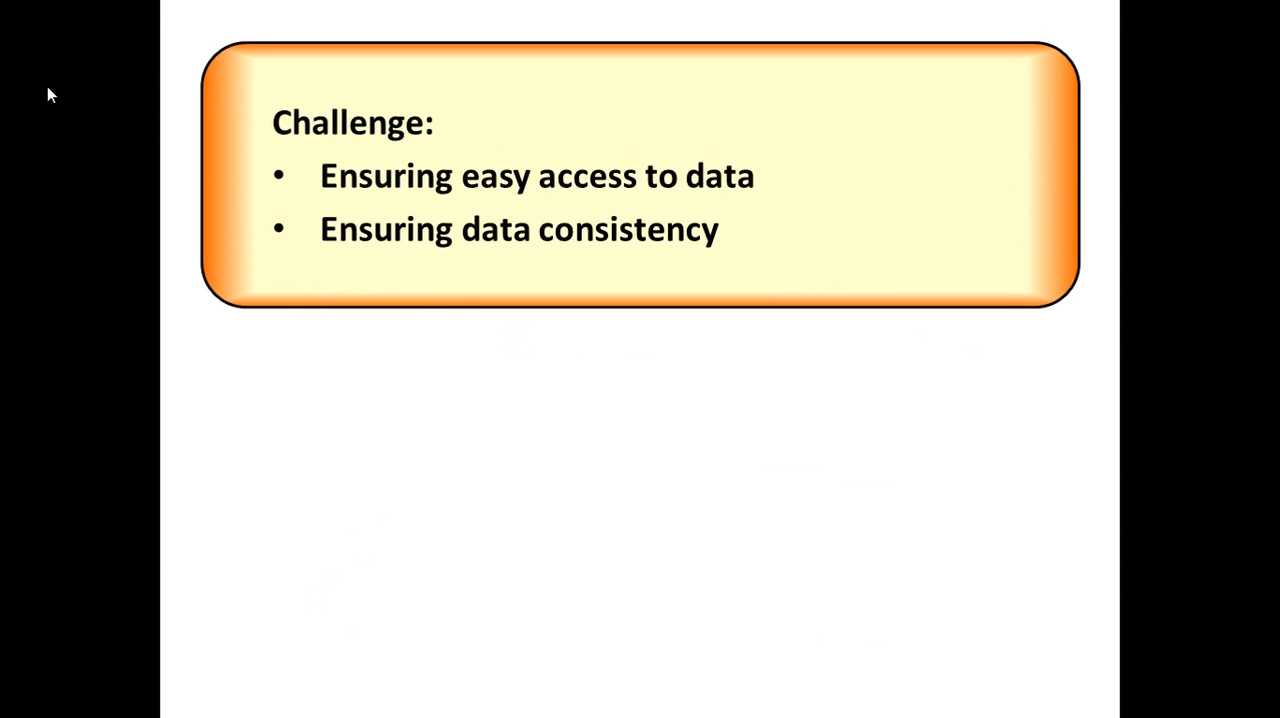 Challenge:
• Ensuring easy access to data
• Ensuring data consistency